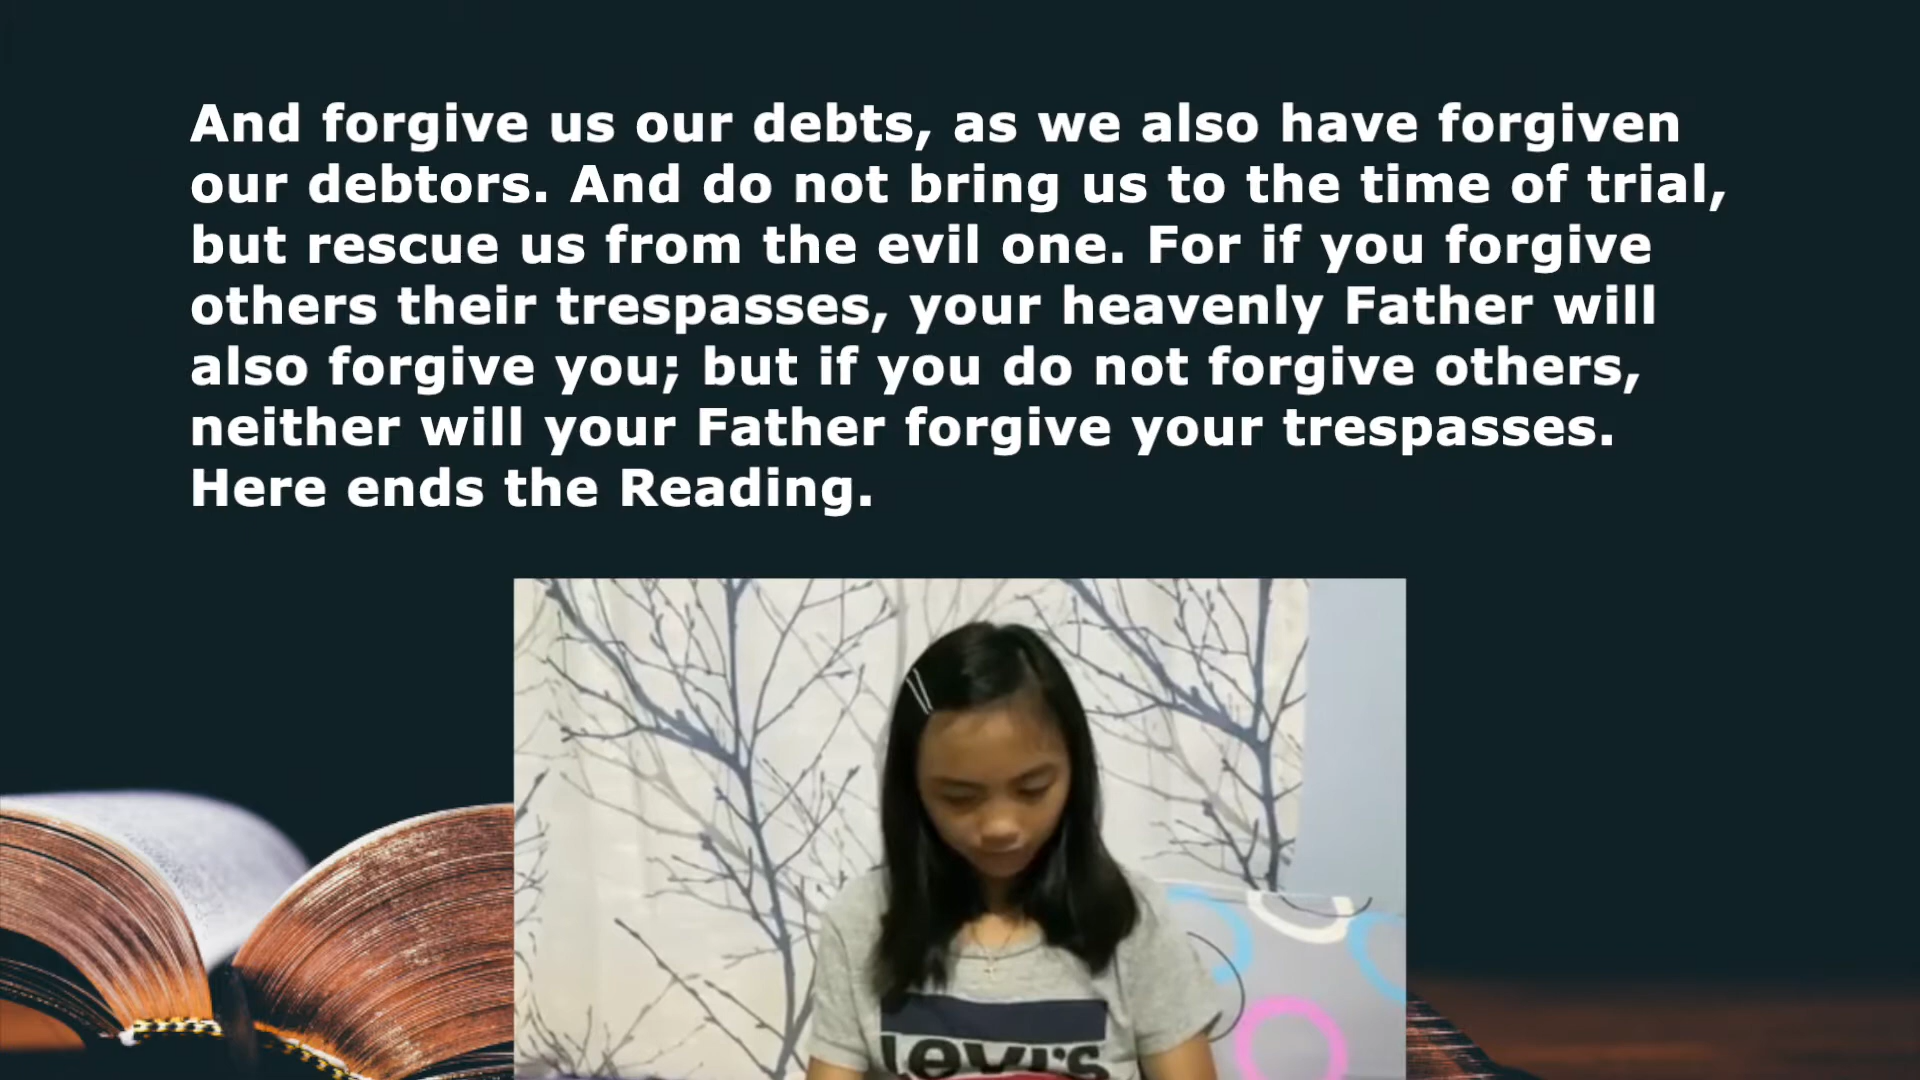 And forgive us our debts, as we also have forgiven
our debtors. And do not bring us to the time of trial,
but rescue us from the evil one. For if you forgive
others their trespasses, your heavenly Father will
also forgive you; but if you do not forgive others,
neither will your Father forgive your trespasses.
Here ends the Reading.
Levi's